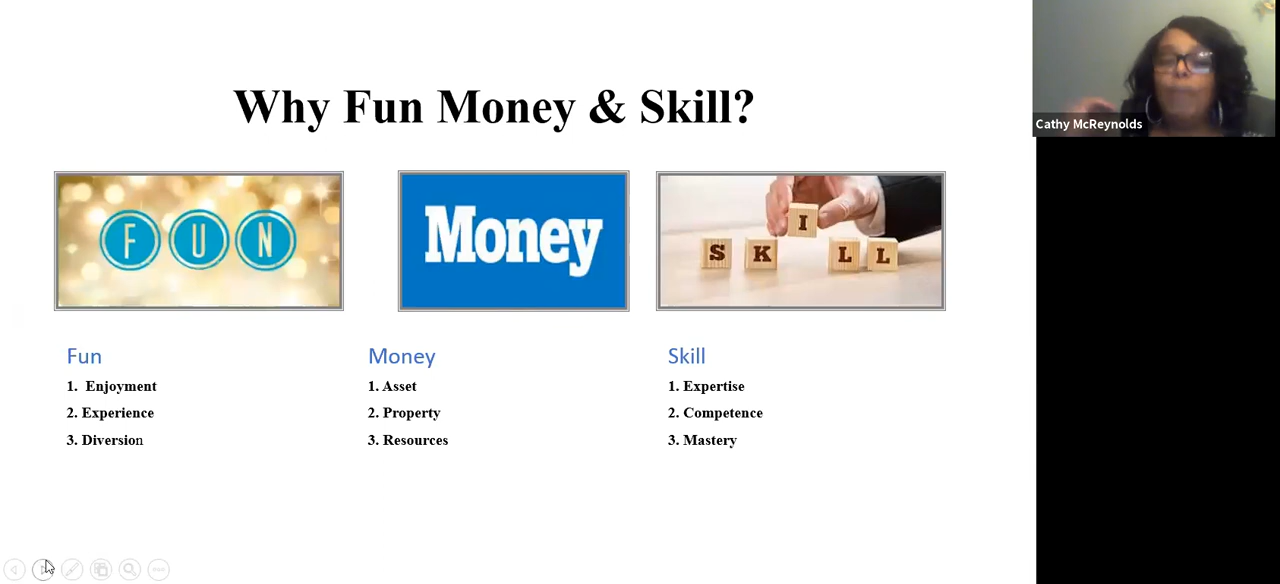 Why Fun Money & Skill?
FUN
Money
SKILL
Fun
1. Enjoyment
2. Experience
3. Diversion
Money
1. Asset
2. Property
3. Resources
Skill
1. Expertise
2. Competence
3. Mastery
Cathy McReynolds